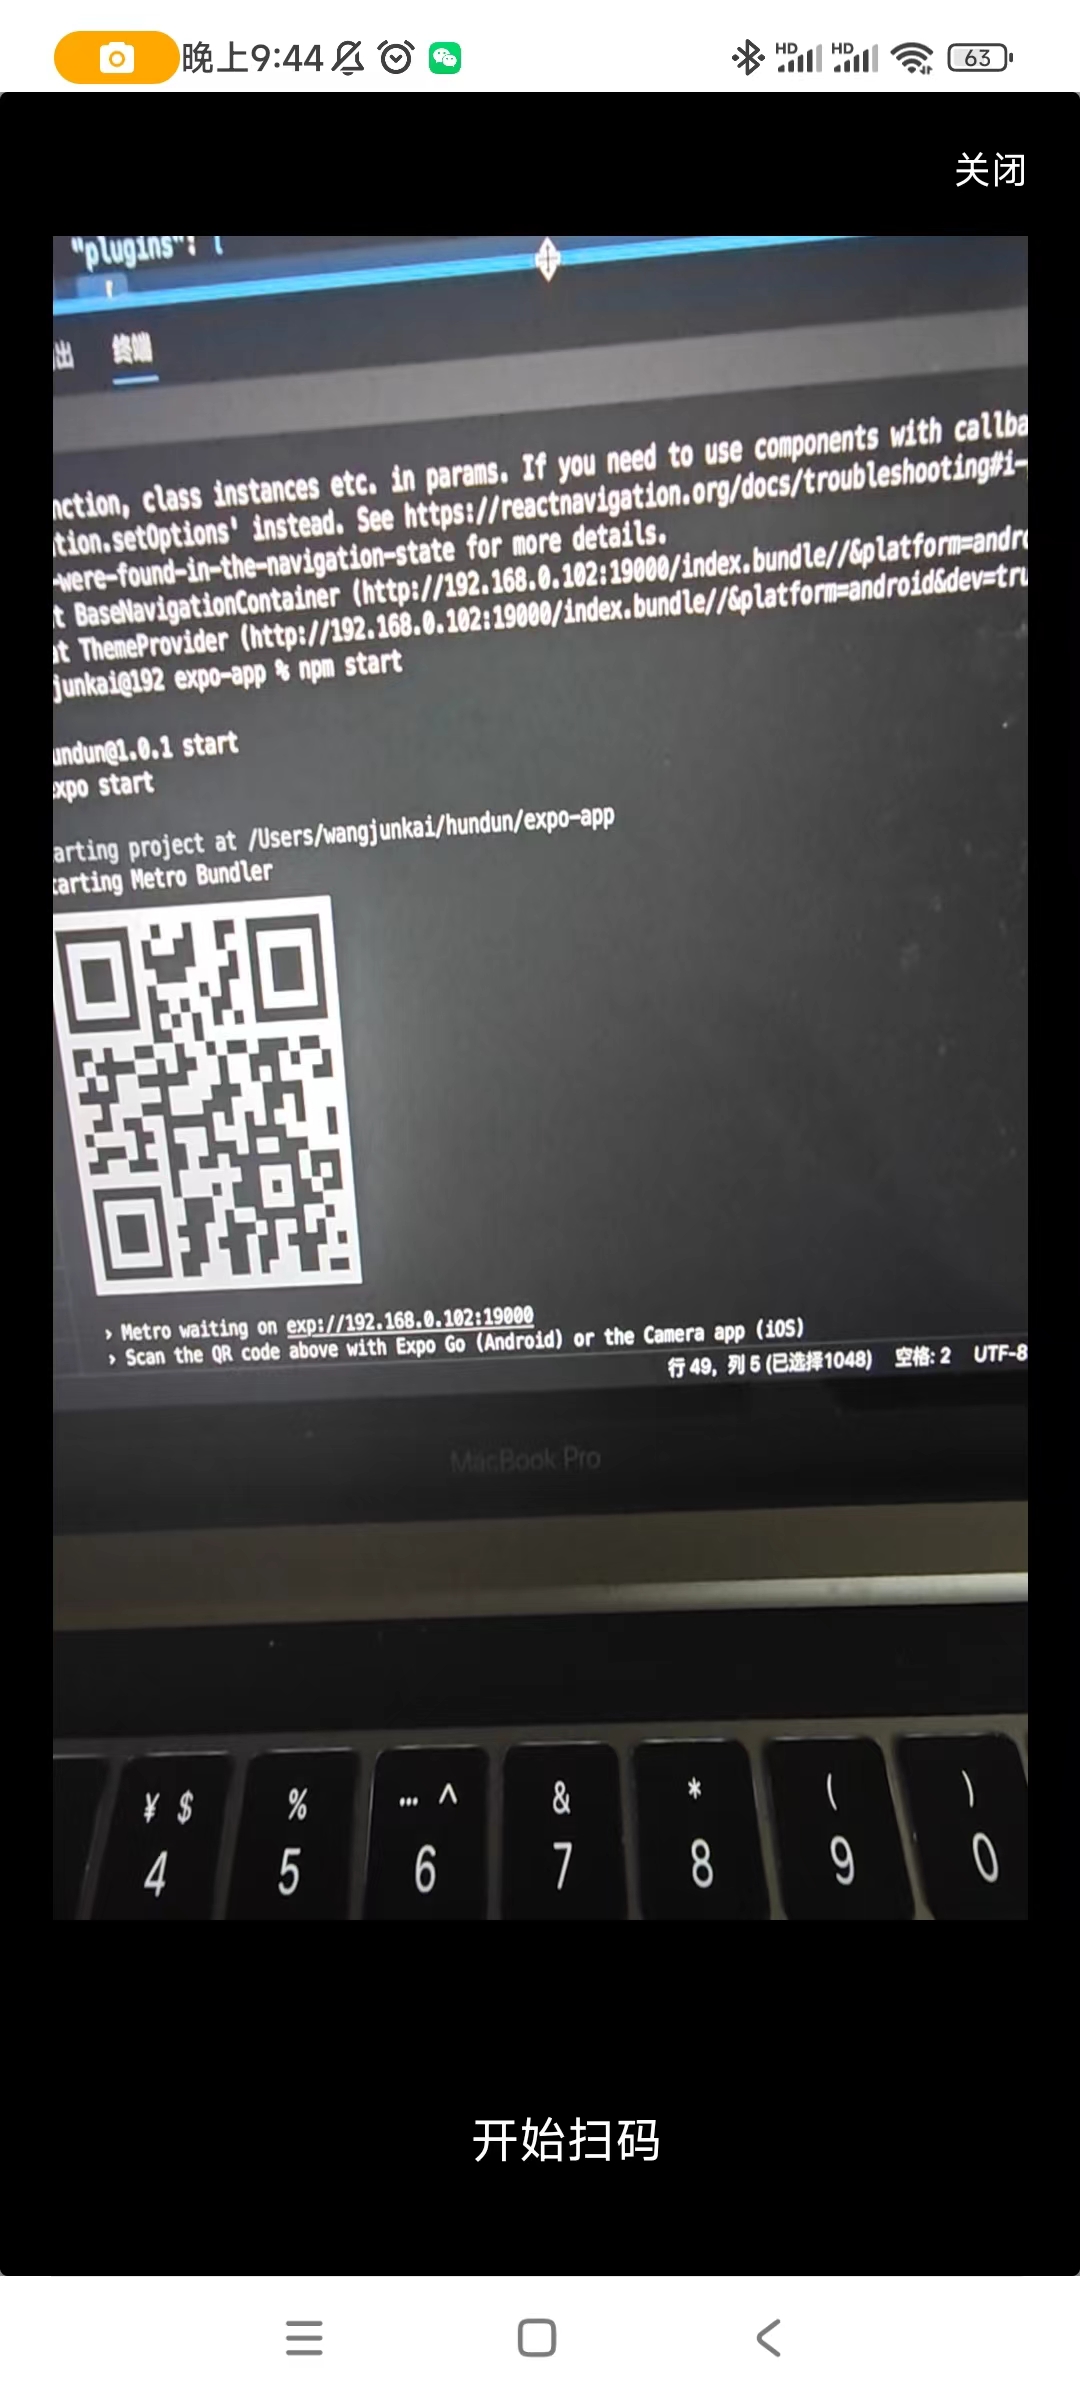 晚上9:44
HD
HD
63
关闭
"plugins": [
出 终端
nction, class instances etc. in params. If you need to use components with callba
tion.setOptions' instead. See https://reactnavigation.org/docs/troubleshooting#i-
-were-found-in-the-navigation-state for more details.
t BaseNavigationContainer (http://192.168.0.102:19000/index.bundle//&platform=andro
at ThemeProvider (http://192.168.0.102:19000/index.bundle//&platform=android&dev=tru
junkai@192 expo-app % npm start
undun@1.0.1 start
expo start
arting project at /Users/wangjunkai/hundun/expo-app
tarting Metro Bundler
› Metro waiting on exp://192.168.0.102:19000
› Scan the QR code above with Expo Go (Android) or the Camera app (iOS)
行 49, 列 5 (已选择1048) 空格: 2 UTF-8
MacBook Pro
¥ $ % … ^ & * ( )
4 5 6 7 8 9 0
开始扫码